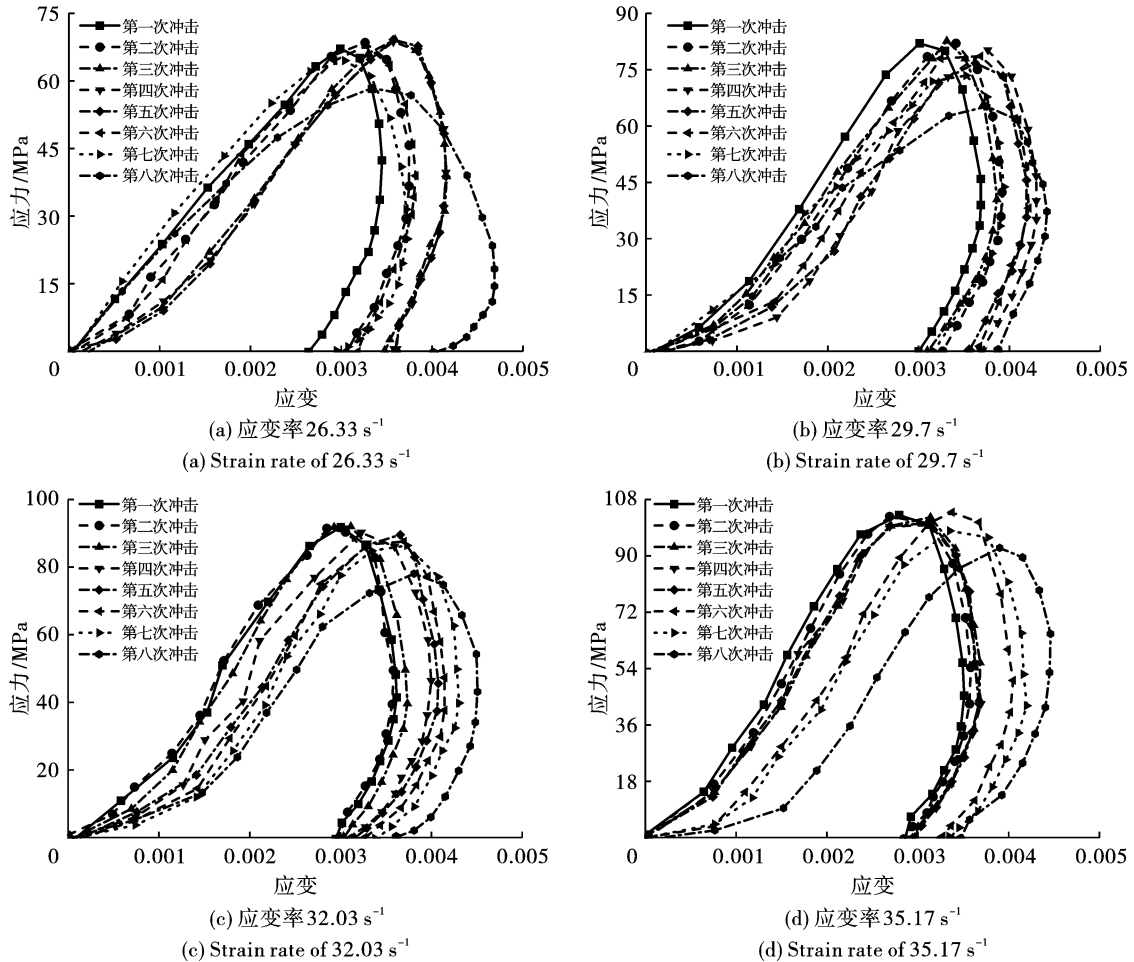 75
60
45
30
15
0
0.001
0.002
0.003
0.004
0.005
应力/MPa
应变
第一次冲击
第二次冲击
第三次冲击
第四次冲击
第五次冲击
第六次冲击
第七次冲击
第八次冲击
(a) 应变率26.33 s⁻¹
(a) Strain rate of 26.33 s⁻¹
90
75
60
45
30
15
0
0.001
0.002
0.003
0.004
0.005
应力/MPa
应变
第一次冲击
第二次冲击
第三次冲击
第四次冲击
第五次冲击
第六次冲击
第七次冲击
第八次冲击
(b) 应变率29.7 s⁻¹
(b) Strain rate of 29.7 s⁻¹
100
80
60
40
20
0
0.001
0.002
0.003
0.004
0.005
应力/MPa
应变
第一次冲击
第二次冲击
第三次冲击
第四次冲击
第五次冲击
第六次冲击
第七次冲击
第八次冲击
(c) 应变率32.03 s⁻¹
(c) Strain rate of 32.03 s⁻¹
108
90
72
54
36
18
0
0.001
0.002
0.003
0.004
0.005
应力/MPa
应变
第一次冲击
第二次冲击
第三次冲击
第四次冲击
第五次冲击
第六次冲击
第七次冲击
第八次冲击
(d) 应变率35.17 s⁻¹
(d) Strain rate of 35.17 s⁻¹